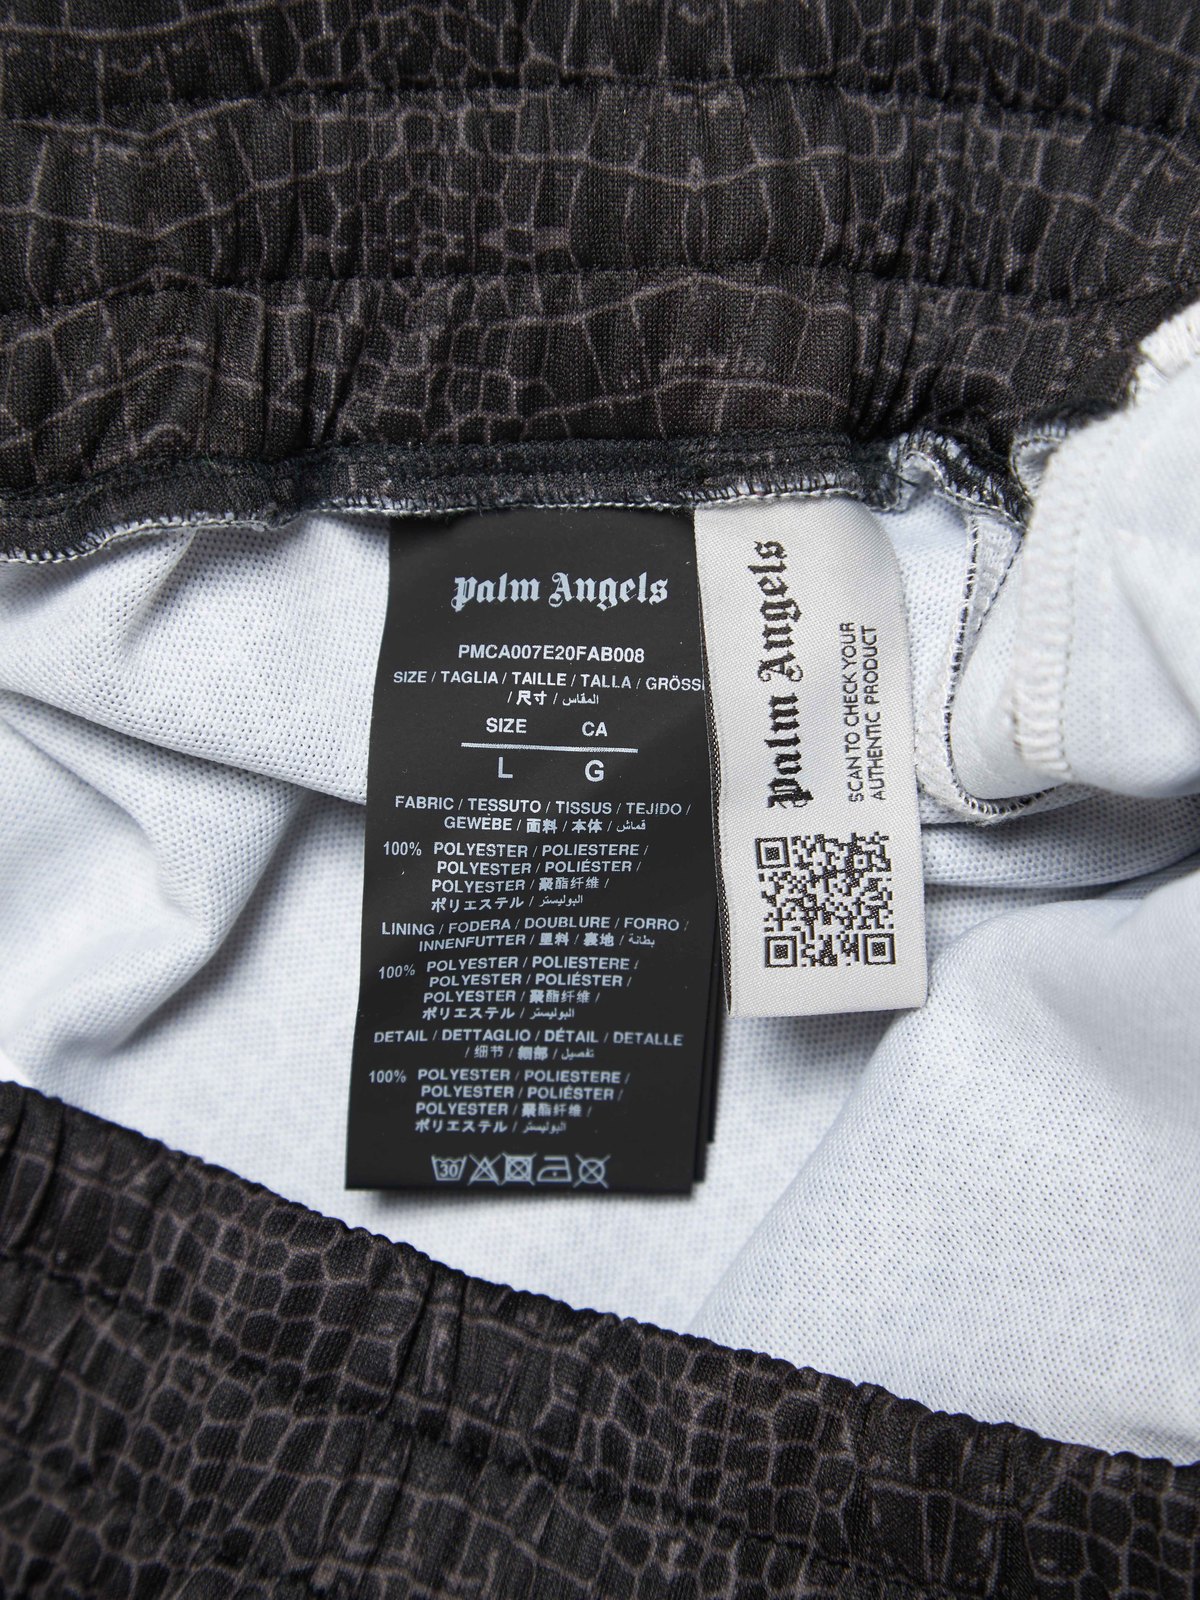 Palm Angels
PMCA007E20FAB008
SIZE / TAGLIA / TAILLE / TALLA / GRÖSS
/ 尺寸 / المقاس
SIZE CA
L G
FABRIC / TESSUTO / TISSUS / TEJIDO /
GEWEBE / 面料 / 本体 / قماش
100% POLYESTER / POLIESTERE /
POLYESTER / POLIÉSTER /
POLYESTER / 聚酯纤维 /
ポリエステル / البوليستر
LINING / FODERA / DOUBLURE / FORRO /
INNENFUTTER / 里料 / 裏地 / بطانة
100% POLYESTER / POLIESTERE /
POLYESTER / POLIÉSTER /
POLYESTER / 聚酯纤维 /
ポリエステル / البوليستر
DETAIL / DETTAGLIO / DÉTAIL / DETALLE
/ 细节 / 細部 / تفصيل
100% POLYESTER / POLIESTERE /
POLYESTER / POLIÉSTER /
POLYESTER / 聚酯纤维 /
ポリエステル / البوليستر
30
Palm Angels
SCAN TO CHECK YOUR
AUTHENTIC PRODUCT